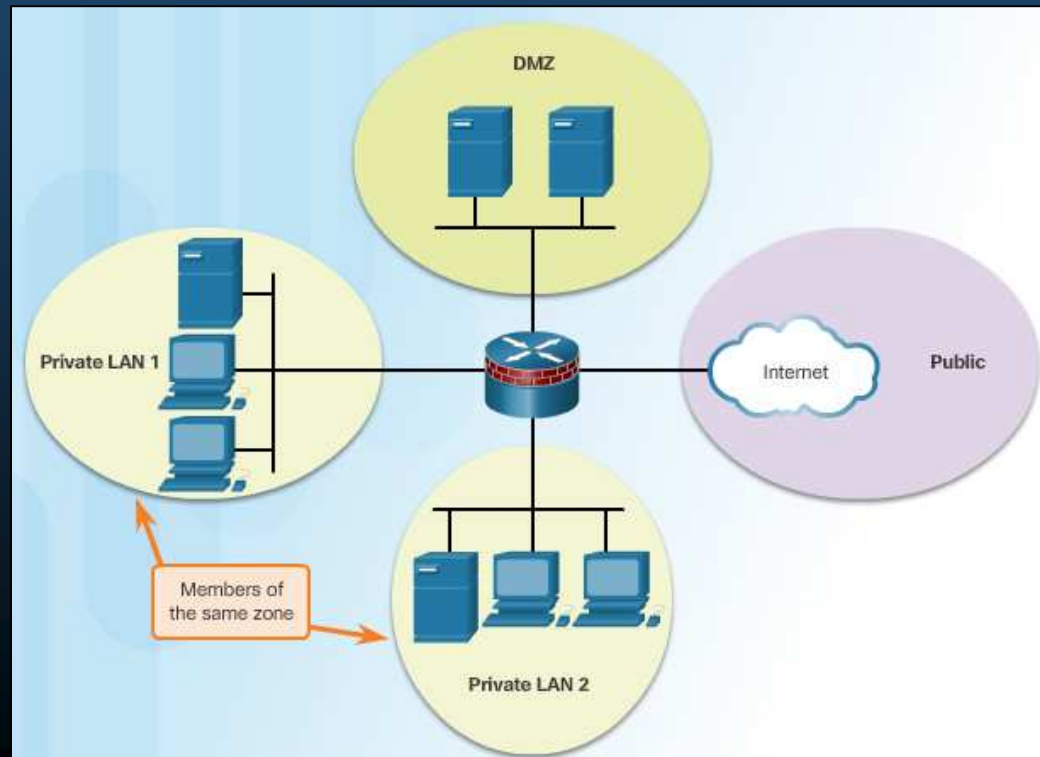 DMZ
Private LAN 1
Internet
Public
Members of
the same zone
Private LAN 2